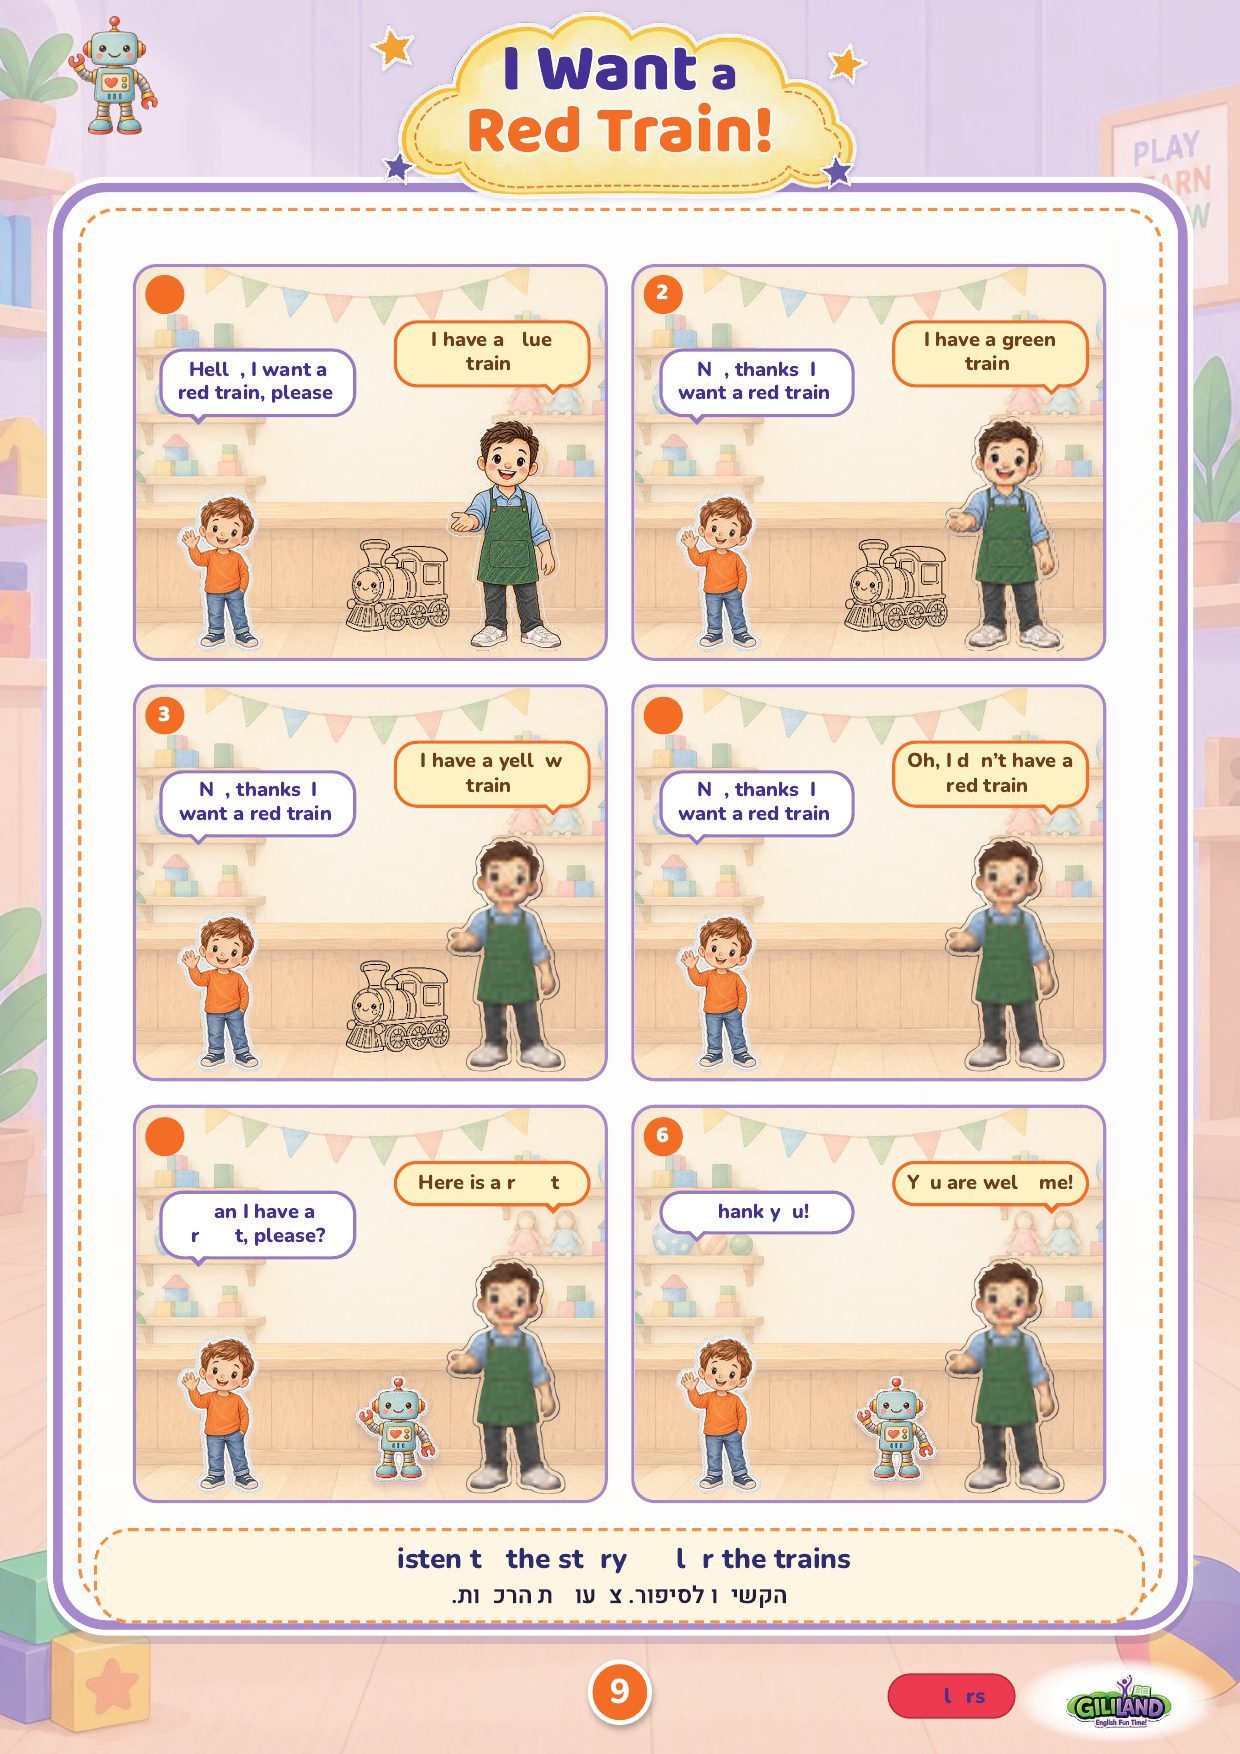 I Want a
Red Train!
PLAY
I have a lue
train
Hell , I want a
red train, please
2
I have a green
train
N , thanks I
want a red train
3
I have a yell w
train
N , thanks I
want a red train
Oh, I d n’t have a
red train
N , thanks I
want a red train
Here is a r t
an I have a
r t, please?
6
Y u are wel me!
hank y u!
isten t the st ry l r the trains
הקשי ו לסיפור. צ עו ת הרכ ות.
9
l rs
BE
GILILAND
English Fun Time!